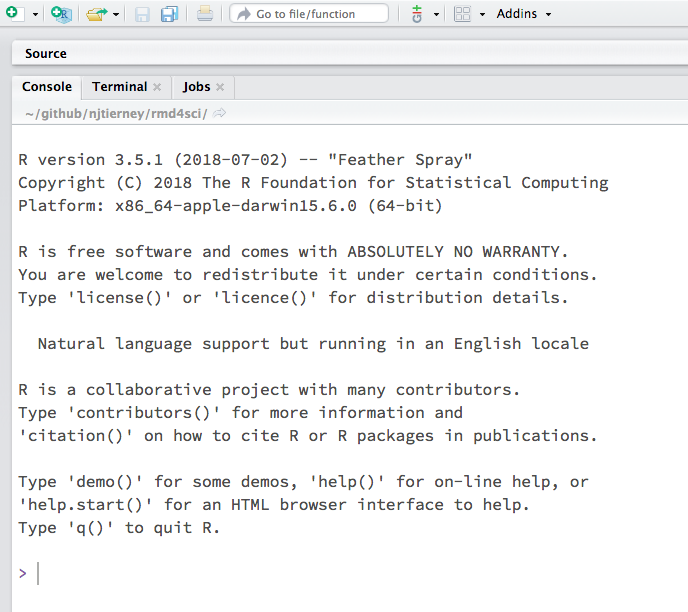 Go to file/function
Addins
Source
Console Terminal Jobs
~/github/njtierney/rmd4sci/
R version 3.5.1 (2018-07-02) -- "Feather Spray"
Copyright (C) 2018 The R Foundation for Statistical Computing
Platform: x86_64-apple-darwin15.6.0 (64-bit)
R is free software and comes with ABSOLUTELY NO WARRANTY.
You are welcome to redistribute it under certain conditions.
Type 'license()' or 'licence()' for distribution details.
Natural language support but running in an English locale
R is a collaborative project with many contributors.
Type 'contributors()' for more information and
'citation()' on how to cite R or R packages in publications.
Type 'demo()' for some demos, 'help()' for on-line help, or
'help.start()' for an HTML browser interface to help.
Type 'q()' to quit R.
>